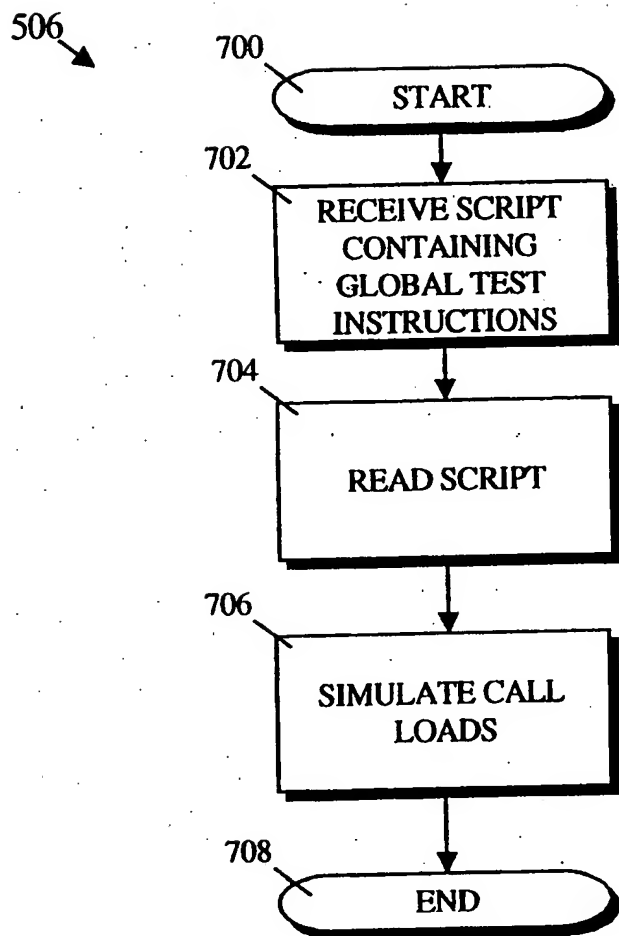 506
700
START
702
RECEIVE SCRIPT
CONTAINING
GLOBAL TEST
INSTRUCTIONS
704
READ SCRIPT
706
SIMULATE CALL
LOADS
708
END